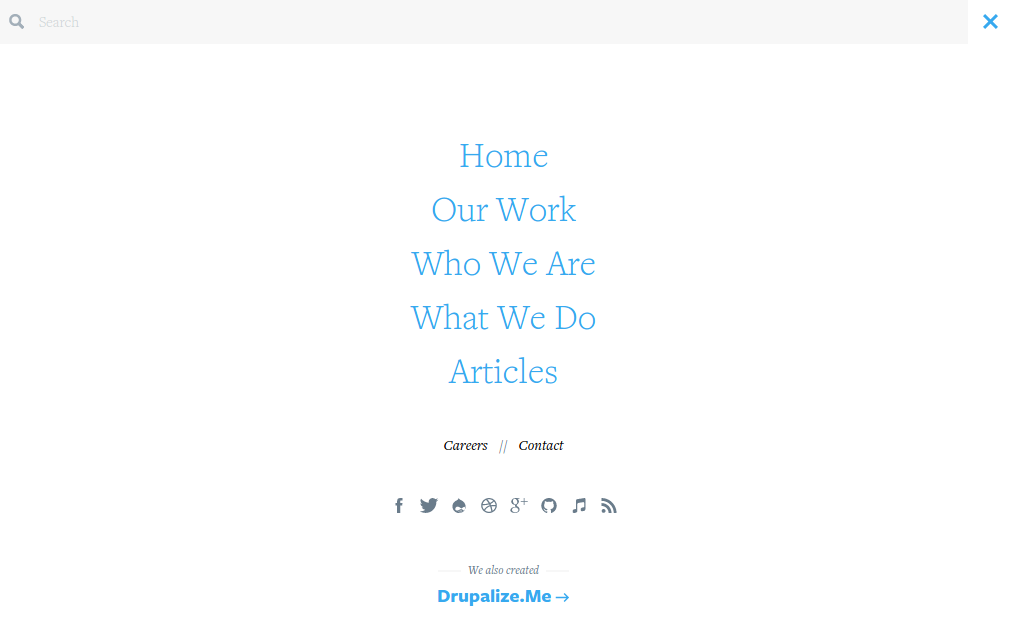 Search
Home
Our Work
Who We Are
What We Do
Articles
Careers // Contact
We also created
Drupalize.Me →